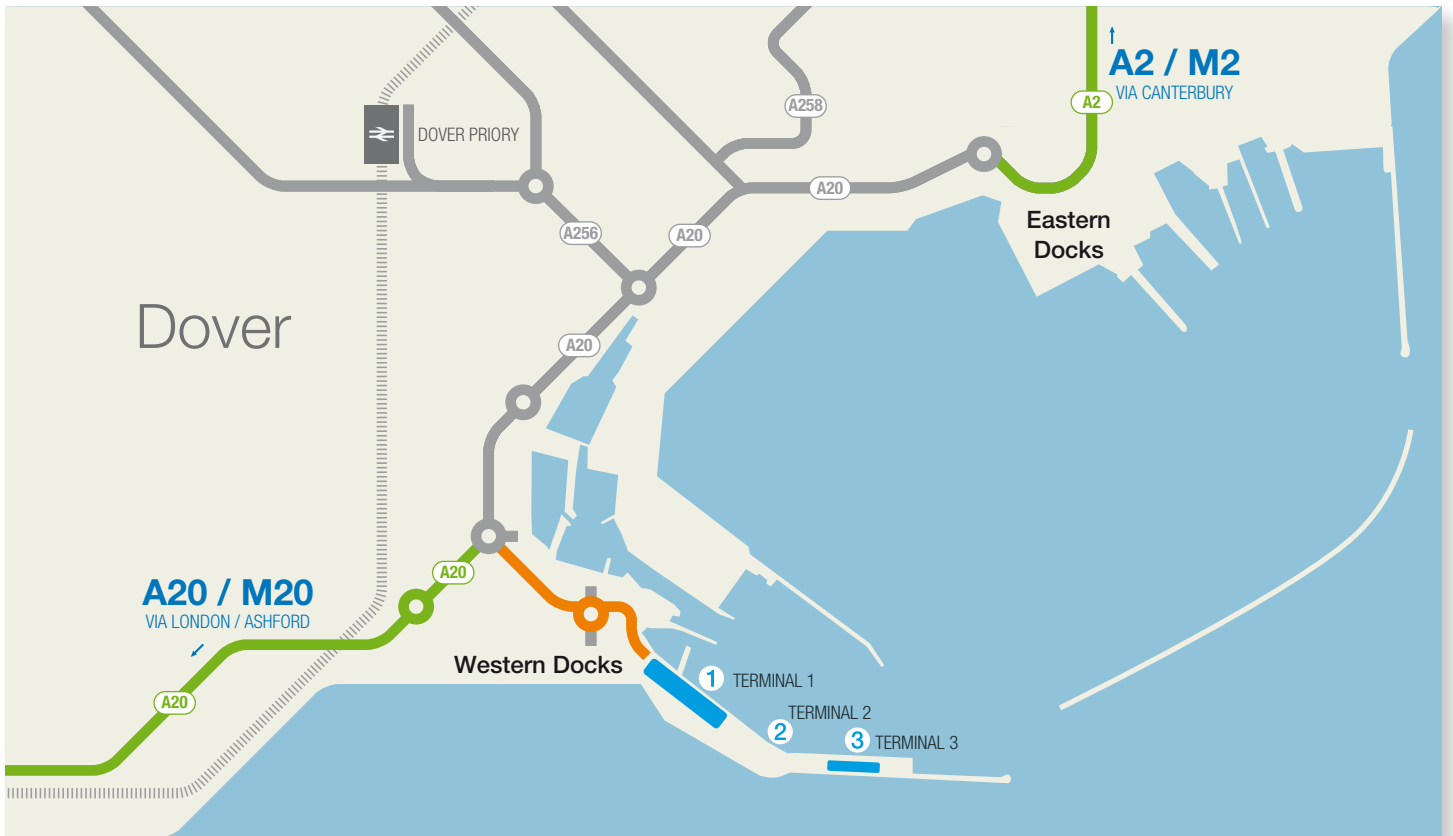 A2 / M2
VIA CANTERBURY
A258
A2
DOVER PRIORY
A20
Eastern
Docks
A256
A20
Dover
A20
A20
A20 / M20
VIA LONDON / ASHFORD
Western Docks
1 TERMINAL 1
A20
2 TERMINAL 2
3 TERMINAL 3